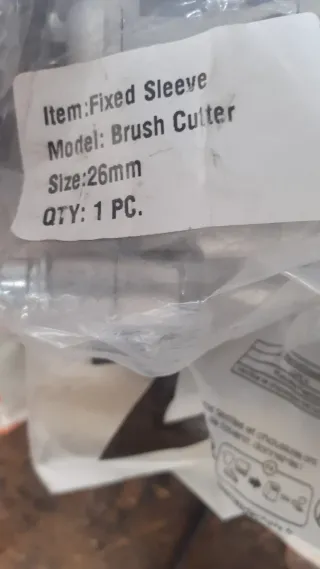 Item:Fixed Sleeve
Model: Brush Cutter
Size:26mm
QTY: 1 PC.